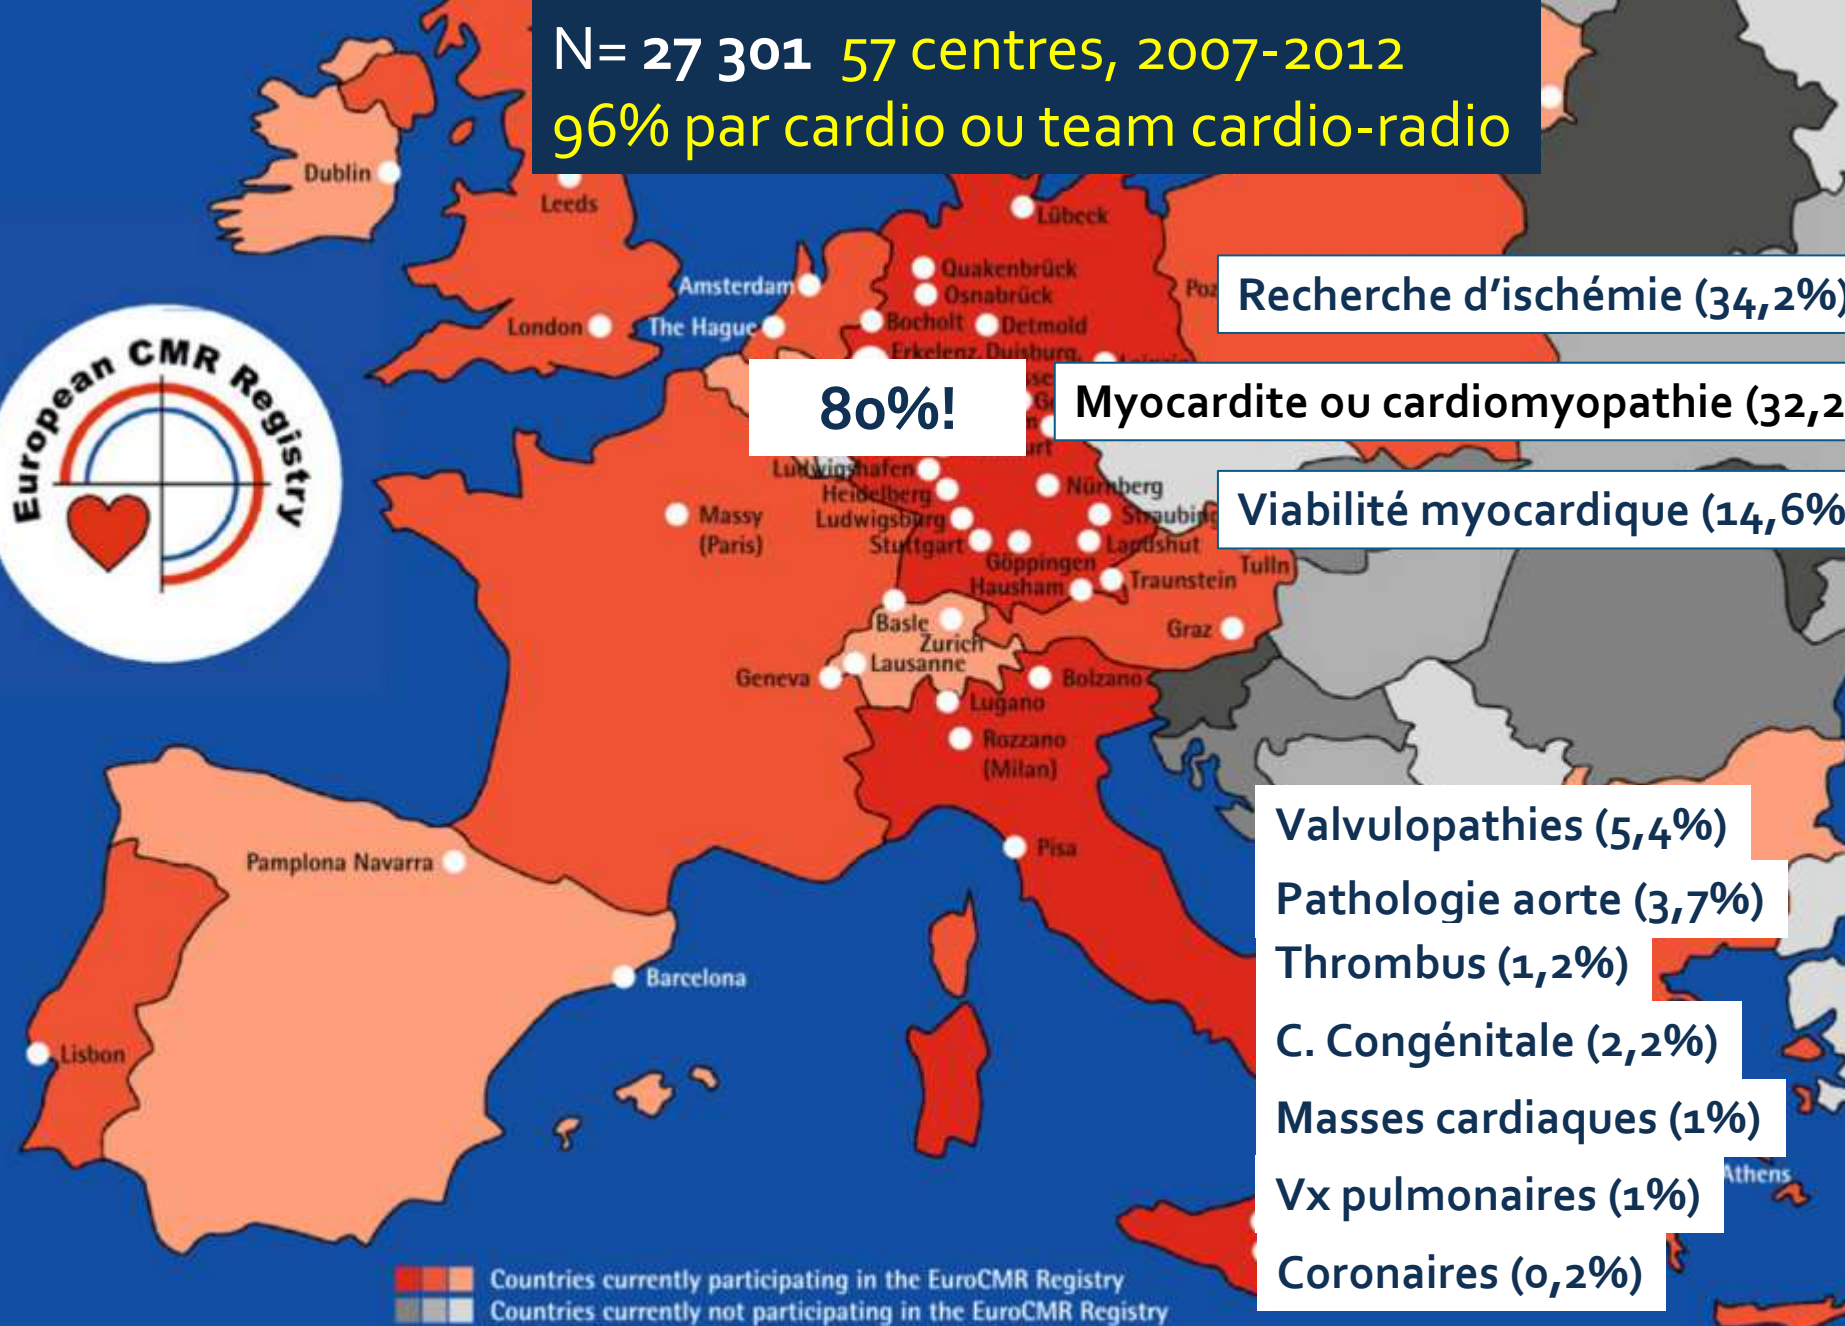 N= 27 301 57 centres, 2007-2012
96% par cardio ou team cardio-radio
Dublin
Leeds
Lübeck
Quakenbrück
Osnabrück
Amsterdam
London
The Hague
Bocholt
Detmold
Erkelenz, Duisburg,
Recherche d'ischémie (34,2%)
European CMR Registry
80%!
Myocardite ou cardiomyopathie (32,2
Ludwigshafen
Heidelberg
Nürnberg
Ludwigsburg
Straubing
Viabilité myocardique (14,6%
Massy
(Paris)
Stuttgart
Landshut
Göppingen
Tulln
Hausham
Traunstein
Basle
Zurich
Graz
Lausanne
Geneva
Bolzano
Lugano
Rozzano
(Milan)
Pisa
Pamplona Navarra
Barcelona
Lisbon
Valvulopathies (5,4%)
Pathologie aorte (3,7%)
Thrombus (1,2%)
C. Congénitale (2,2%)
Masses cardiaques (1%)
Athens
Vx pulmonaires (1%)
Coronaires (0,2%)
Countries currently participating in the EuroCMR Registry
Countries currently not participating in the EuroCMR Registry